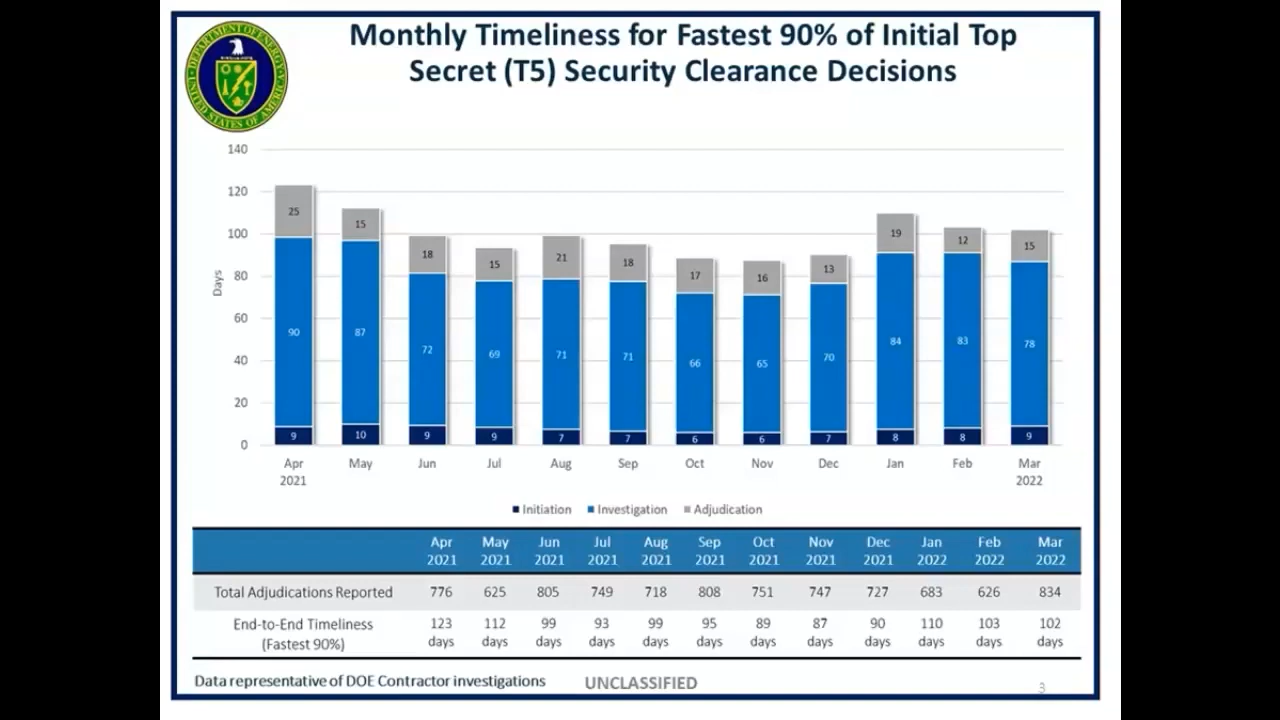 Monthly Timeliness for Fastest 90% of Initial Top
Secret (T5) Security Clearance Decisions
DEPARTMENT OF ENERGY
UNITED STATES OF AMERICA
140
120
100
80
60
40
20
0
Days
25 15 18 15 21 18 17 16 13 19 12 15
90 87 72 69 71 71 66 65 70 84 83 78
9 10 9 9 7 7 6 6 7 8 8 9
Apr May Jun Jul Aug Sep Oct Nov Dec Jan Feb Mar
2021 2022
Initiation Investigation Adjudication
Apr May Jun Jul Aug Sep Oct Nov Dec Jan Feb Mar
2021 2021 2021 2021 2021 2021 2021 2021 2021 2022 2022 2022
Total Adjudications Reported 776 625 805 749 718 808 751 747 727 683 626 834
End-to-End Timeliness 123 112 99 93 99 95 89 87 90 110 103 102
(Fastest 90%) days days days days days days days days days days days days
Data representative of DOE Contractor investigations UNCLASSIFIED 3